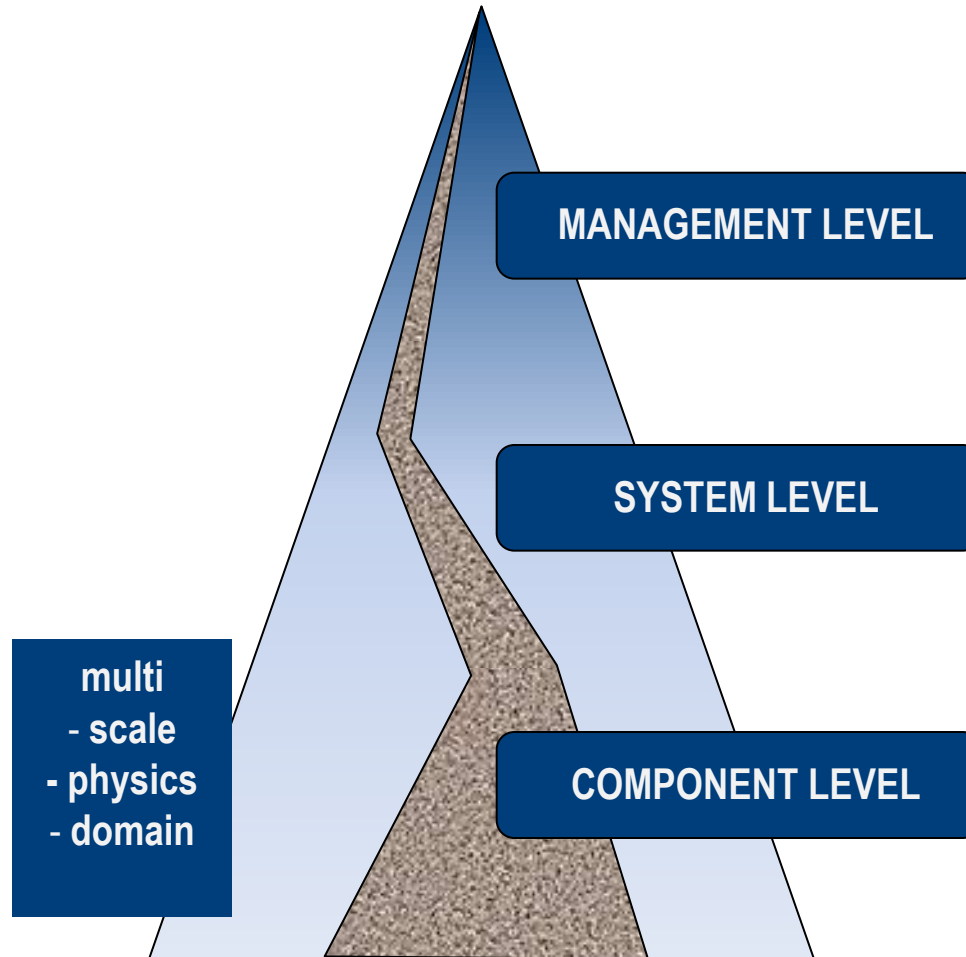 MANAGEMENT LEVEL
SYSTEM LEVEL
multi
- scale
- physics
- domain
COMPONENT LEVEL